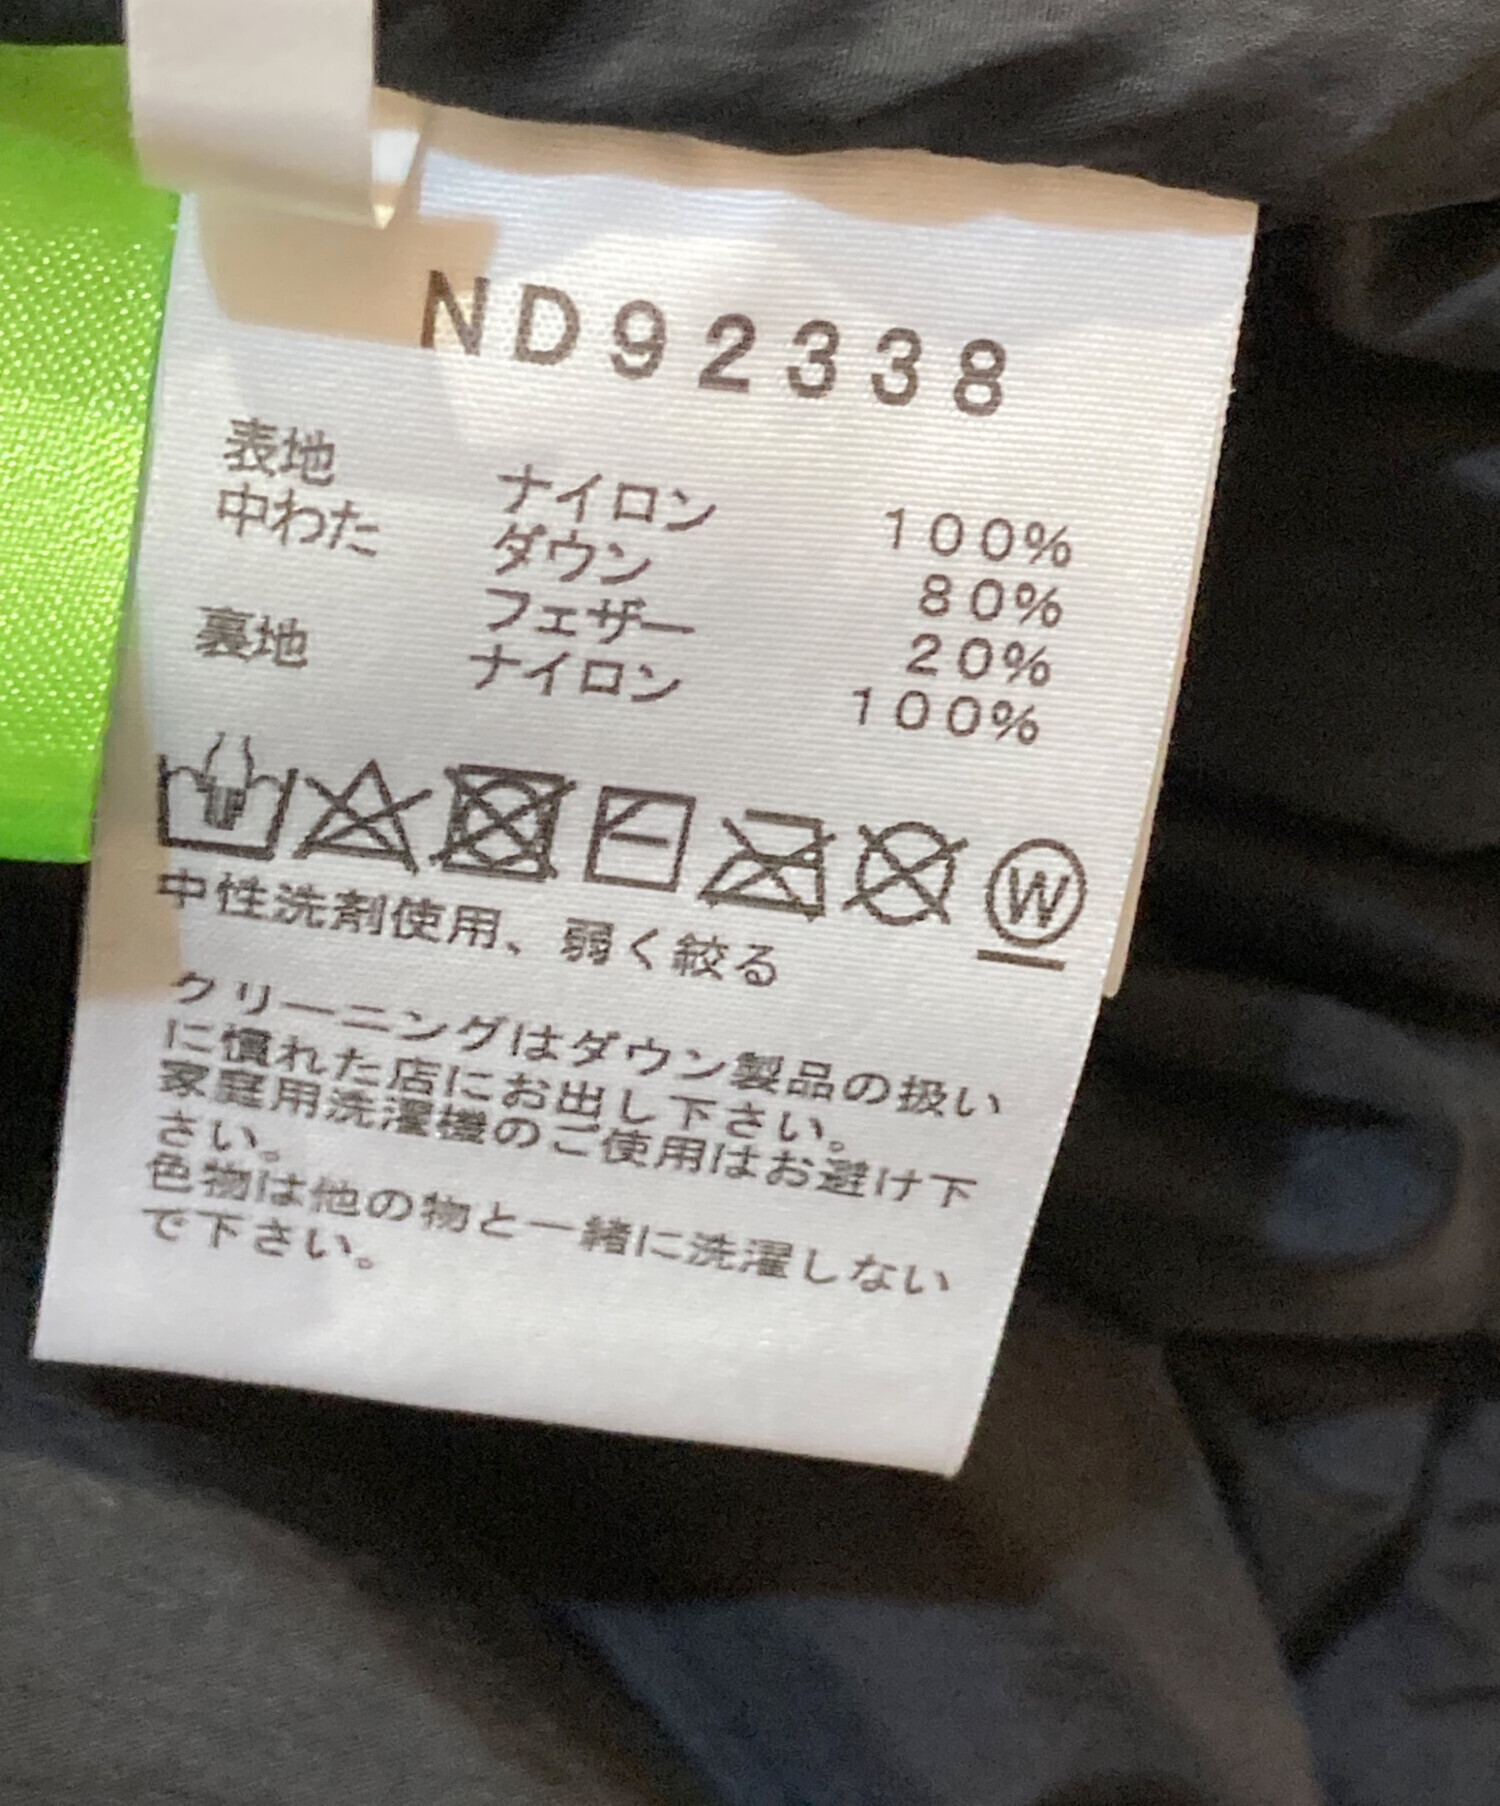 ND92338
表地 ナイロン 100%
中わた ダウン 80%
フェザー 20%
裏地 ナイロン 100%
W
中性洗剤使用、弱く絞る
クリーニングはダウン製品の扱い
に慣れた店にお出し下さい。
家庭用洗濯機のご使用はお避け下
さい。
色物は他の物と一緒に洗濯しない
で下さい。